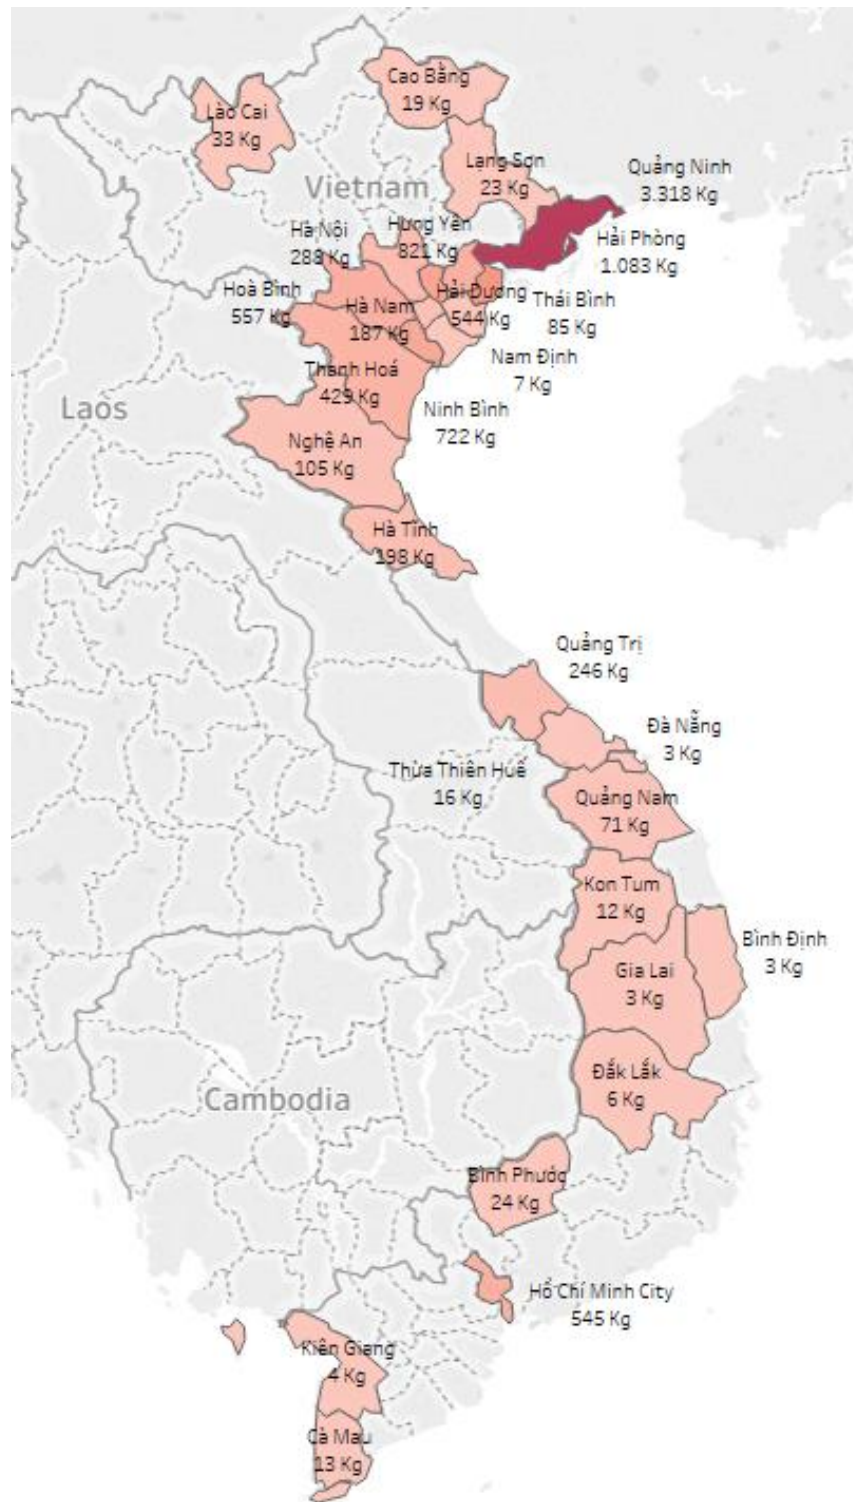 Cao Bằng
19 Kg
Lào Cai
33 Kg
Lạng Sơn
23 Kg
Quảng Ninh
3.318 Kg
Vietnam
Hà Nội
288 Kg
Hưng Yên
821 Kg
Hải Phòng
1.083 Kg
Hoà Bình
557 Kg
Hà Nam
187 Kg
Hải Dương
544 Kg
Thái Bình
85 Kg
Nam Định
7 Kg
Thanh Hoá
429 Kg
Ninh Bình
722 Kg
Laos
Nghệ An
105 Kg
Hà Tĩnh
198 Kg
Quảng Trị
246 Kg
Đà Nẵng
3 Kg
Thừa Thiên Huế
16 Kg
Quảng Nam
71 Kg
Kon Tum
12 Kg
Bình Định
3 Kg
Gia Lai
3 Kg
Đắk Lắk
6 Kg
Cambodia
Bình Phước
24 Kg
Hồ Chí Minh City
545 Kg
Kiên Giang
4 Kg
Cà Mau
13 Kg